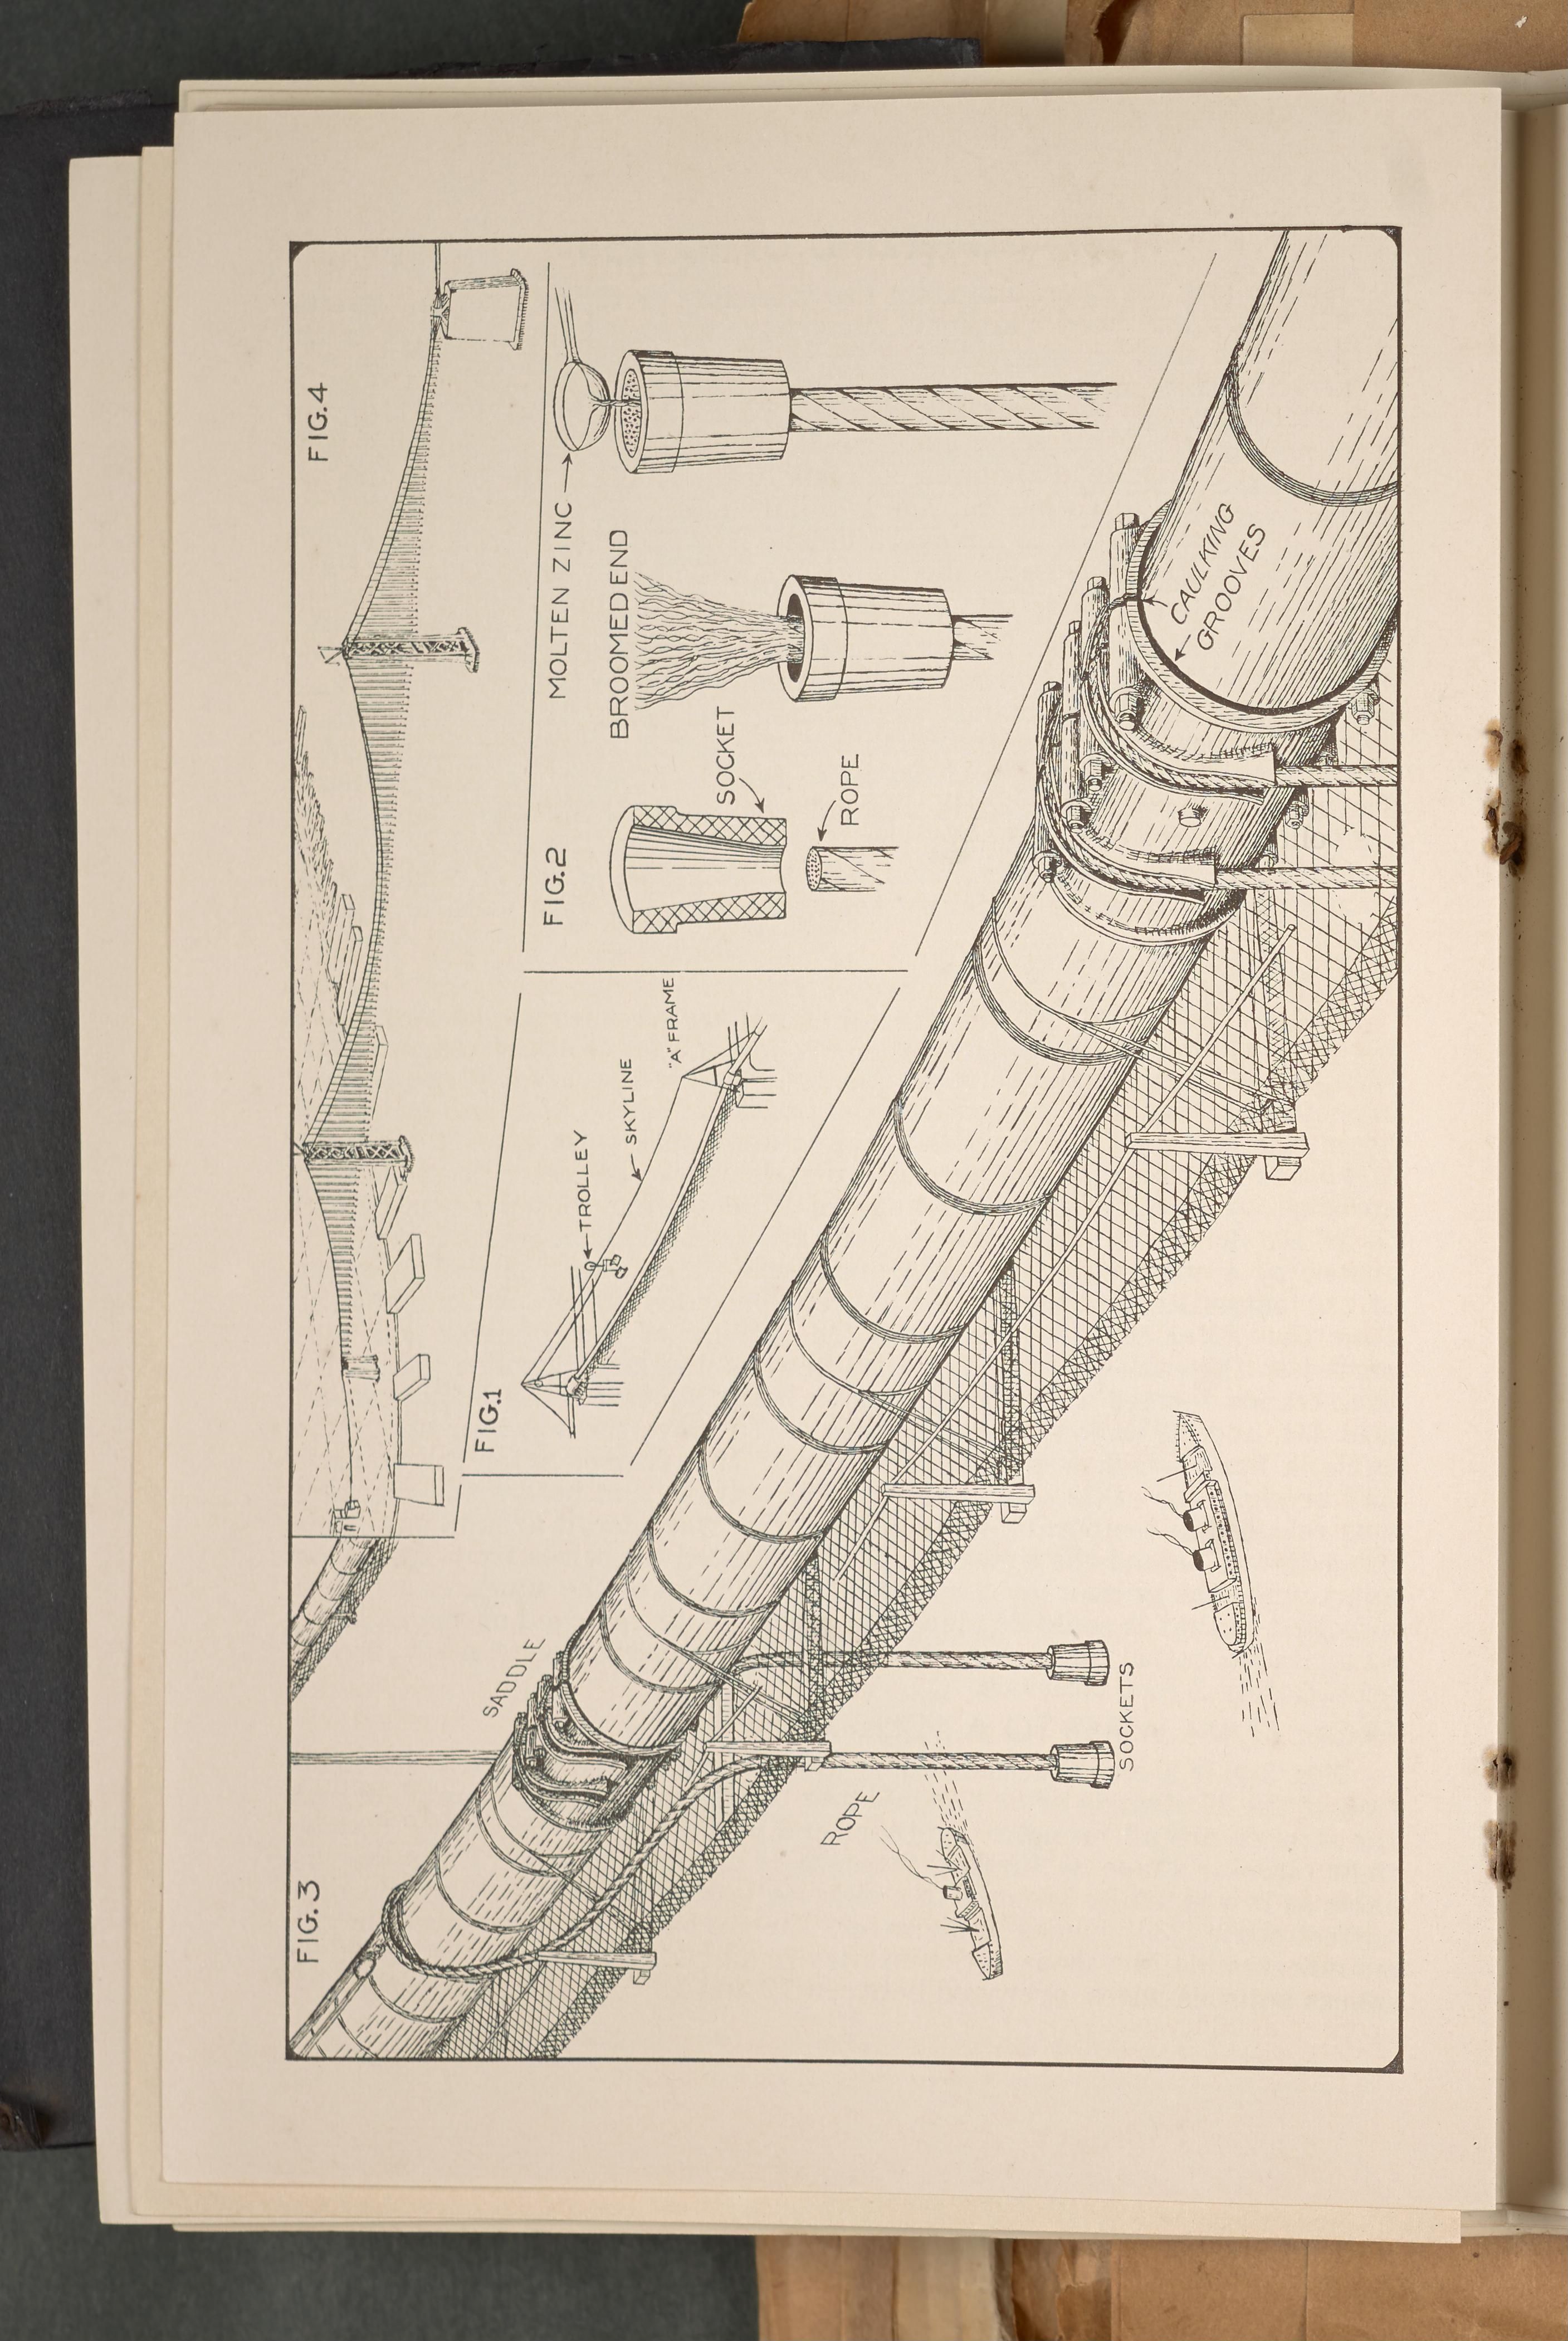 FIG. 3
SADDLE
ROPE
SOCKETS
CAULKING
GROOVES
FIG.1
TROLLEY
SKYLINE
"A" FRAME
FIG.2
SOCKET
ROPE
BROOMED END
MOLTEN ZINC
FIG.4